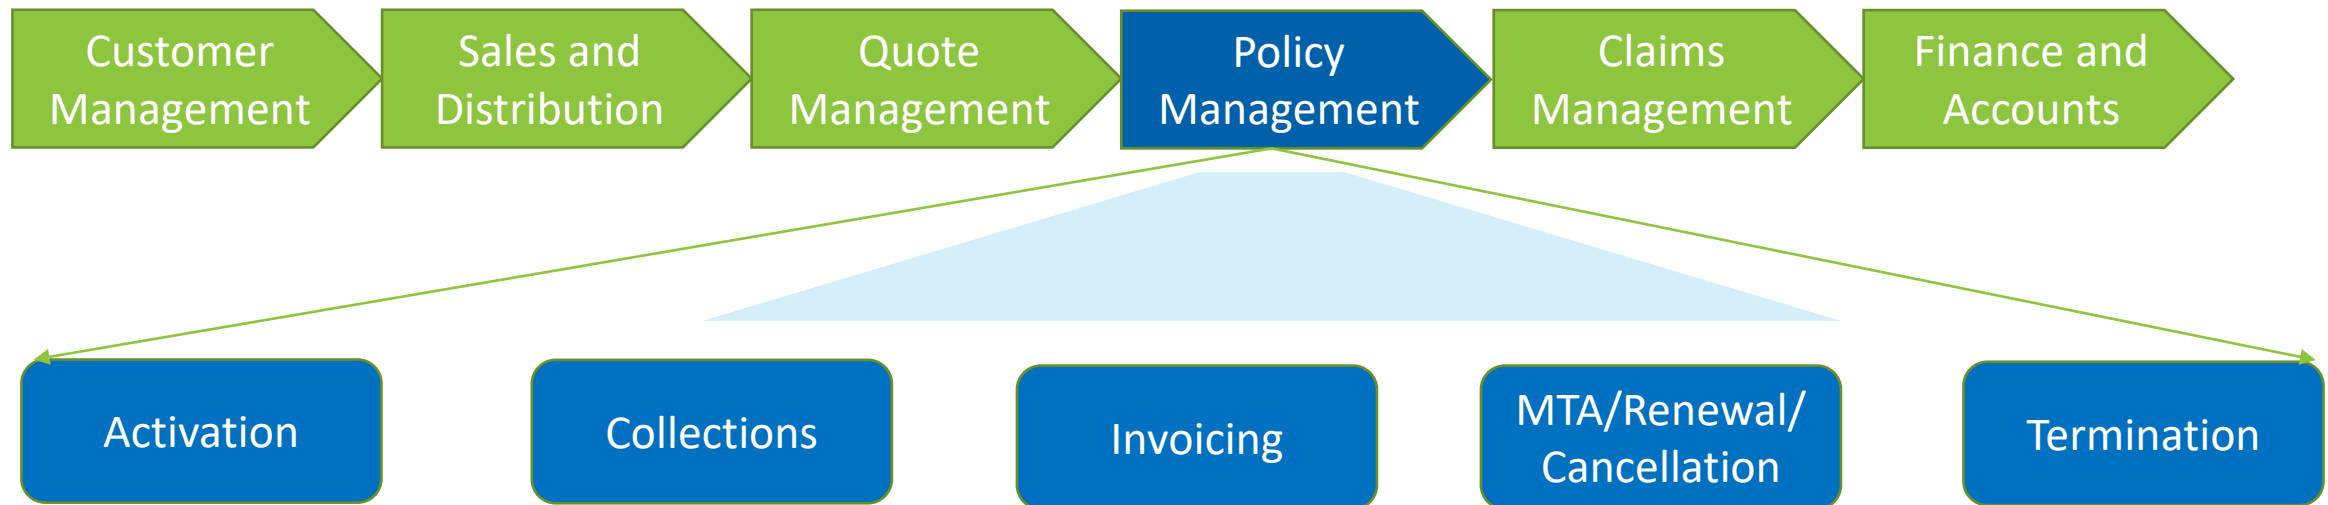 Customer
Management
Sales and
Distribution
Quote
Management
Policy
Management
Claims
Management
Finance and
Accounts
Activation
Collections
Invoicing
MTA/Renewal/
Cancellation
Termination